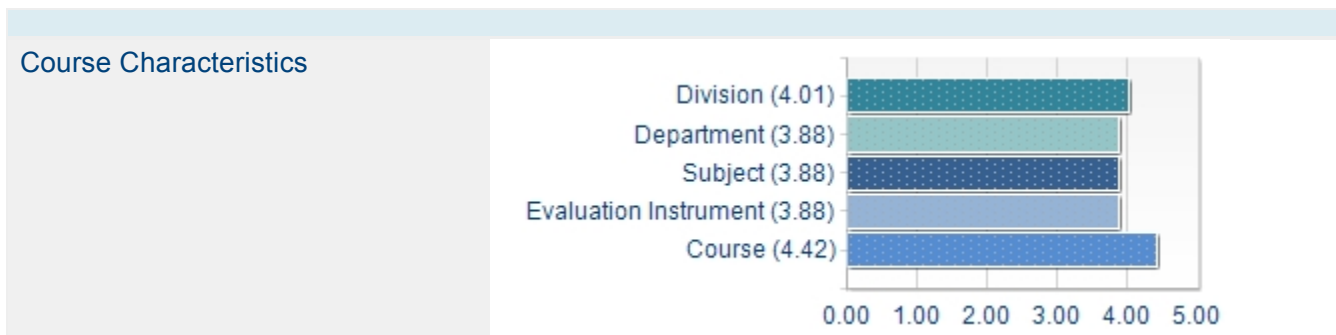 Course Characteristics
Division (4.01)
Department (3.88)
Subject (3.88)
Evaluation Instrument (3.88)
Course (4.42)
0.00 1.00 2.00 3.00 4.00 5.00